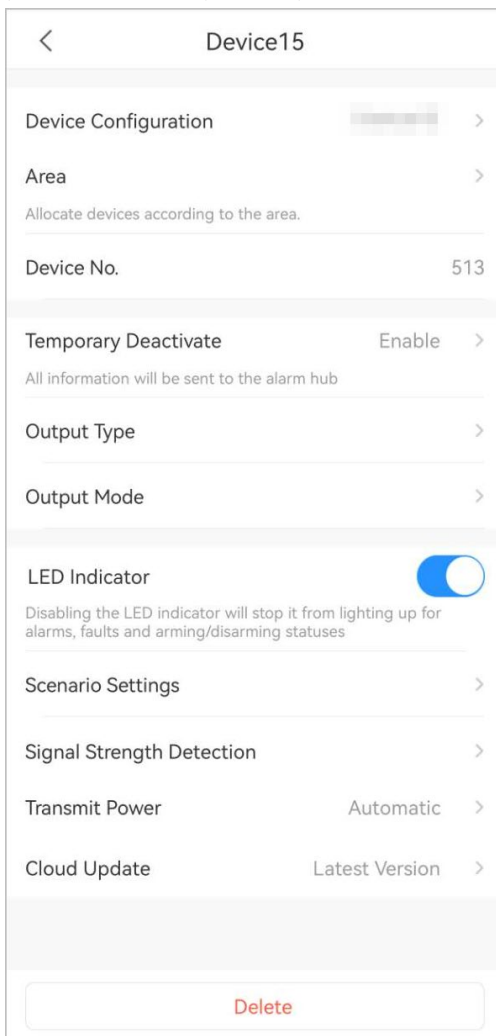 Device15
Device Configuration
Area
Allocate devices according to the area.
Device No. 513
Temporary Deactivate Enable
All information will be sent to the alarm hub
Output Type
Output Mode
LED Indicator
Disabling the LED indicator will stop it from lighting up for
alarms, faults and arming/disarming statuses
Scenario Settings
Signal Strength Detection
Transmit Power Automatic
Cloud Update Latest Version
Delete